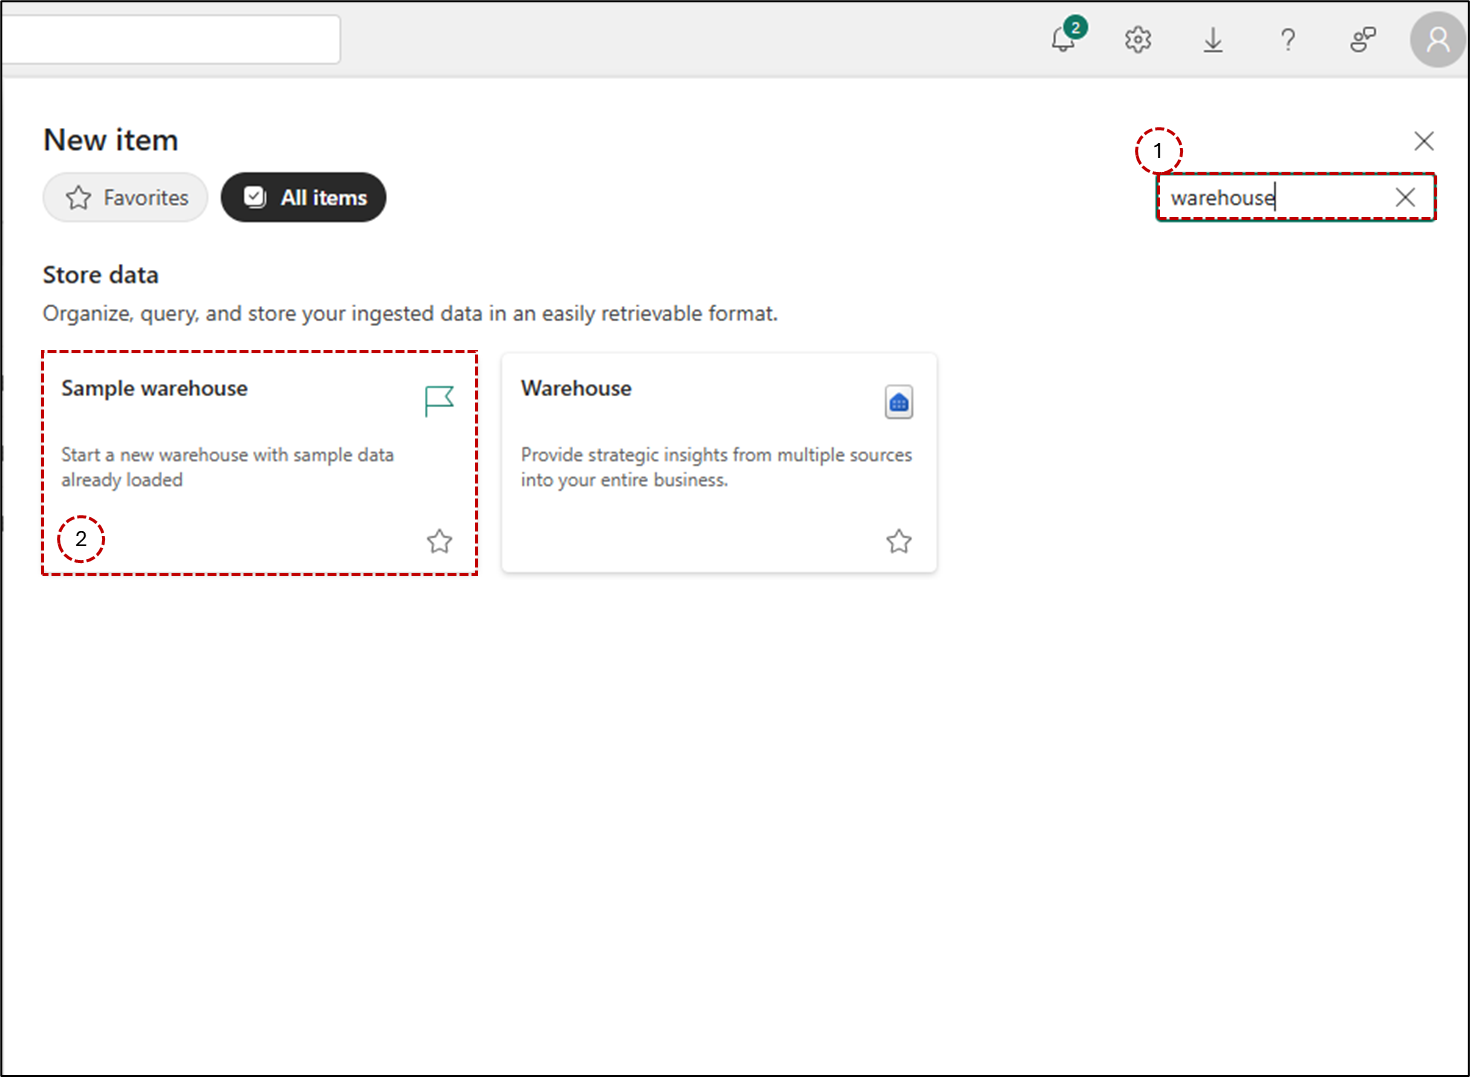 2
New item
1
Favorites
All items
warehouse
Store data
Organize, query, and store your ingested data in an easily retrievable format.
Sample warehouse
Start a new warehouse with sample data
already loaded
2
Warehouse
Provide strategic insights from multiple sources
into your entire business.